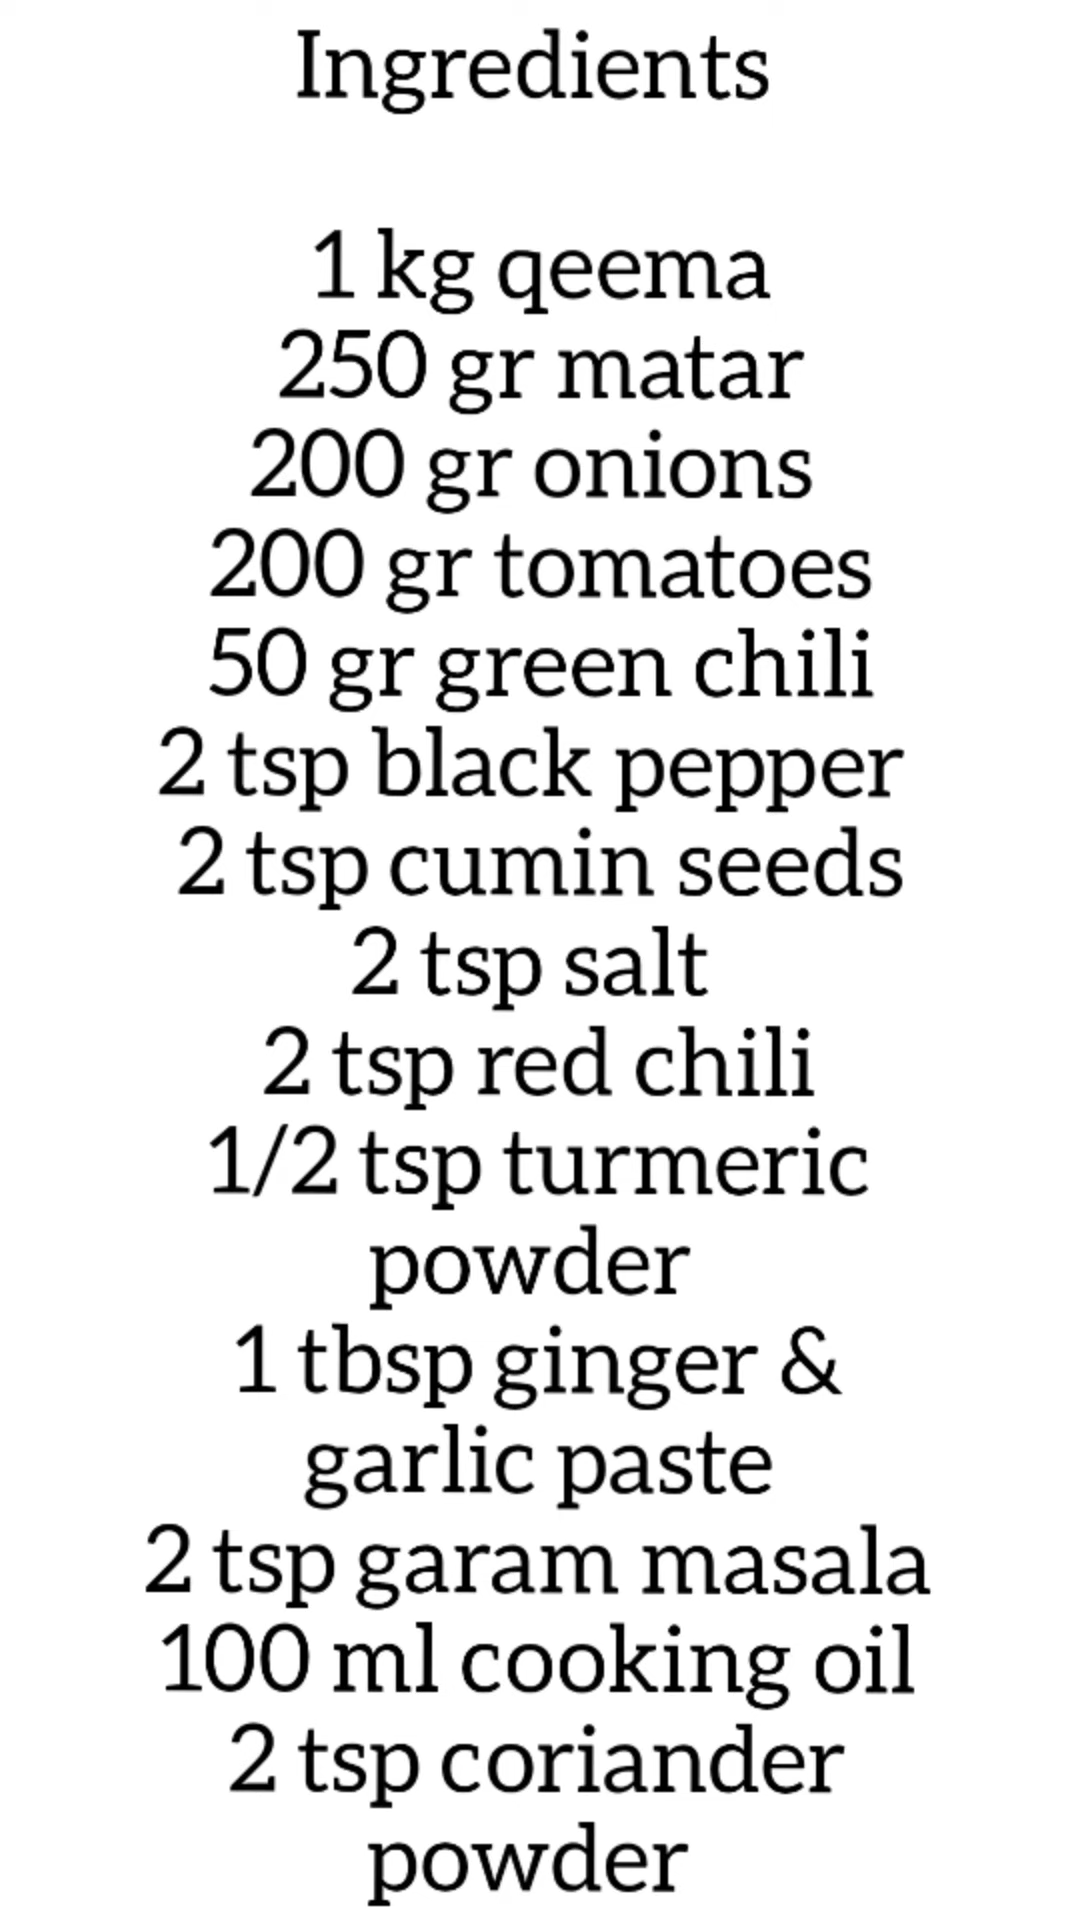 Ingredients
1 kg qeema
250 gr matar
200 gr onions
200 gr tomatoes
50 gr green chili
2 tsp black pepper
2 tsp cumin seeds
2 tsp salt
2 tsp red chili
1/2 tsp turmeric
powder
1 tbsp ginger &
garlic paste
2 tsp garam masala
100 ml cooking oil
2 tsp coriander
powder